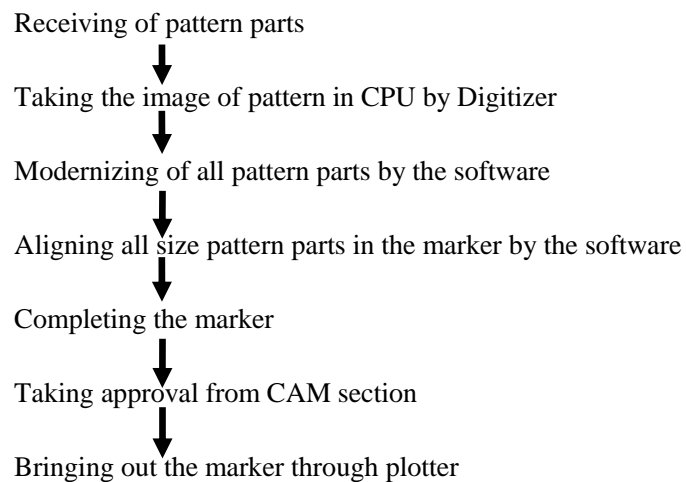 Receiving of pattern parts
Taking the image of pattern in CPU by Digitizer
Modernizing of all pattern parts by the software
Aligning all size pattern parts in the marker by the software
Completing the marker
Taking approval from CAM section
Bringing out the marker through plotter